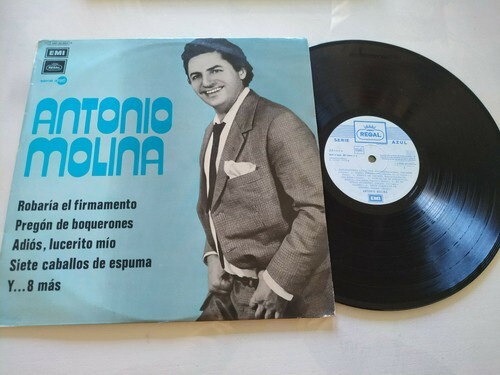 EMI
REGAL
ANTONIO
MOLINA
Robaría el firmamento
Pregón de boquerones
Adiós, lucerito mío
Siete caballos de espuma
Y...8 más
REGAL
SERIE AZUL
EMI